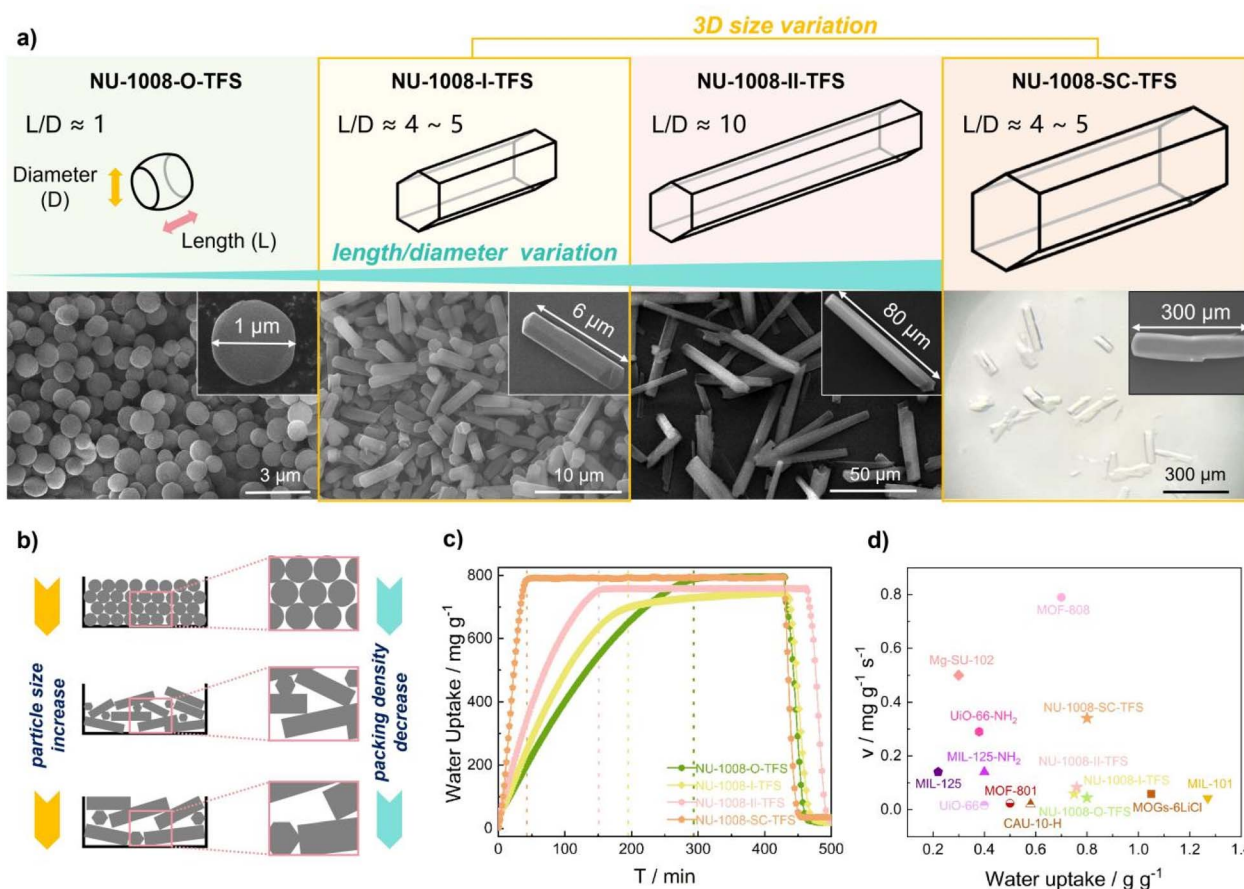 a)
3D size variation
NU-1008-O-TFS
NU-1008-I-TFS
NU-1008-II-TFS
NU-1008-SC-TFS
L/D ≈ 1
L/D ≈ 4 ~ 5
L/D ≈ 10
L/D ≈ 4 ~ 5
Diameter
(D)
Length (L)
length/diameter variation
1 μm
6 μm
80 μm
300 μm
3 μm
10 μm
50 μm
300 μm
b)
particle size
increase
packing density
decrease
c)
Water Uptake / mg g⁻¹
800
600
400
200
0
NU-1008-O-TFS
NU-1008-I-TFS
NU-1008-II-TFS
NU-1008-SC-TFS
0
100
200
300
400
500
T / min
d)
v / mg g⁻¹ s⁻¹
0.8
0.6
0.4
0.2
0.0
MOF-808
Mg-SU-102
NU-1008-SC-TFS
UiO-66-NH₂
MIL-125-NH₂
NU-1008-II-TFS
MIL-125
NU-1008-I-TFS
MIL-101
UiO-66
MOF-801
NU-1008-O-TFS
MOGs-6LiCl
CAU-10-H
0.2
0.4
0.6
0.8
1.0
1.2
1.4
Water uptake / g g⁻¹